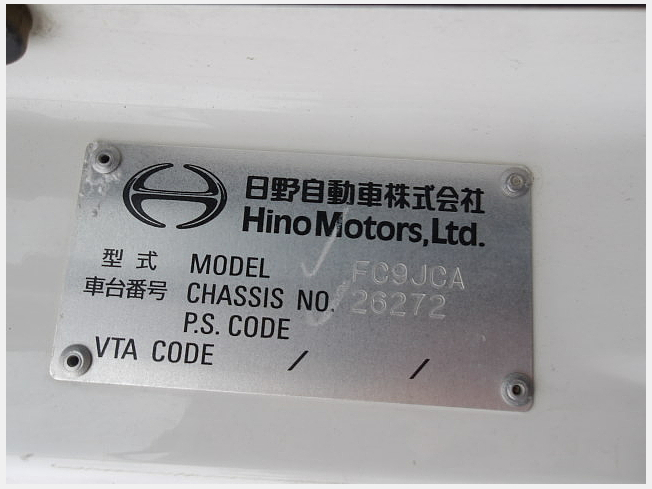 日野自動車株式会社
Hino Motors, Ltd.
型式 MODEL FC9JCA
車台番号 CHASSIS NO. 26272
P.S. CODE
VTA CODE / /